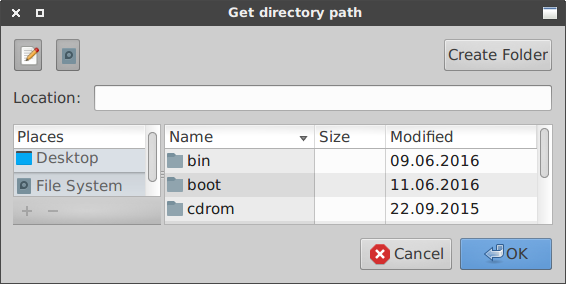 Get directory path
Create Folder
Location:
Places
Desktop
File System
Name Size Modified
bin 09.06.2016
boot 11.06.2016
cdrom 22.09.2015
Cancel OK